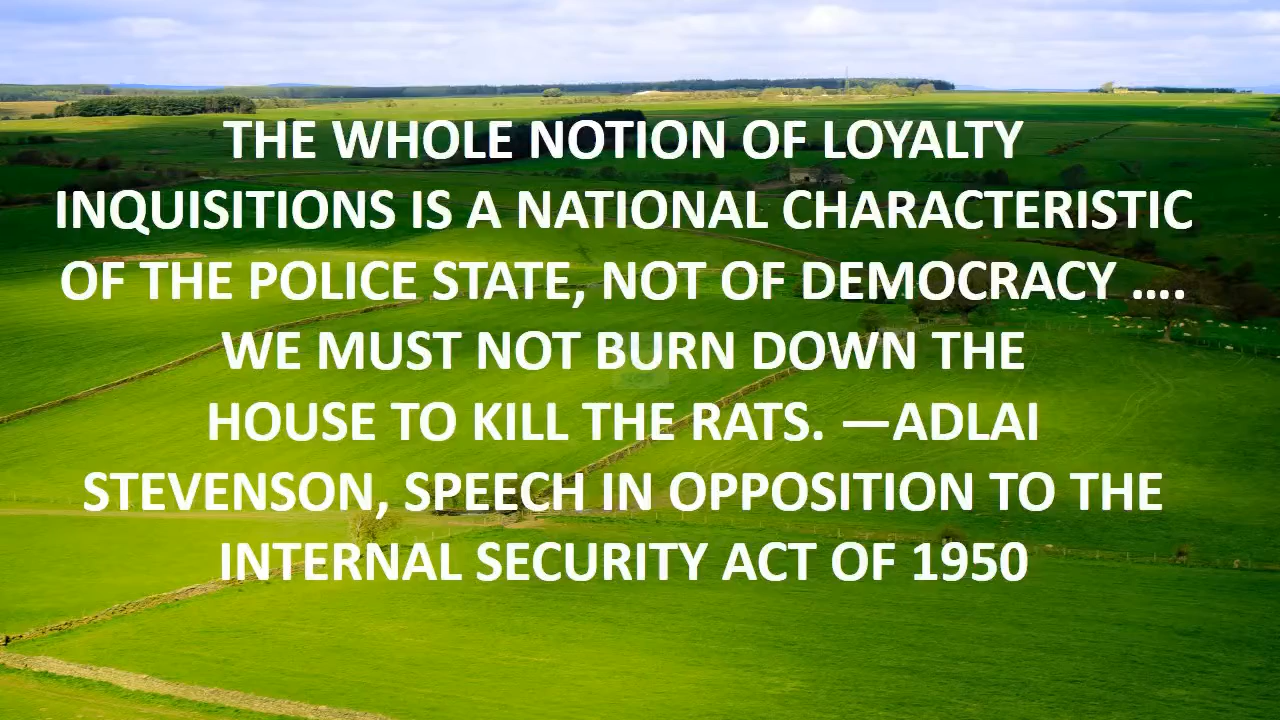 THE WHOLE NOTION OF LOYALTY
INQUISITIONS IS A NATIONAL CHARACTERISTIC
OF THE POLICE STATE, NOT OF DEMOCRACY ....
WE MUST NOT BURN DOWN THE
HOUSE TO KILL THE RATS. —ADLAI
STEVENSON, SPEECH IN OPPOSITION TO THE
INTERNAL SECURITY ACT OF 1950